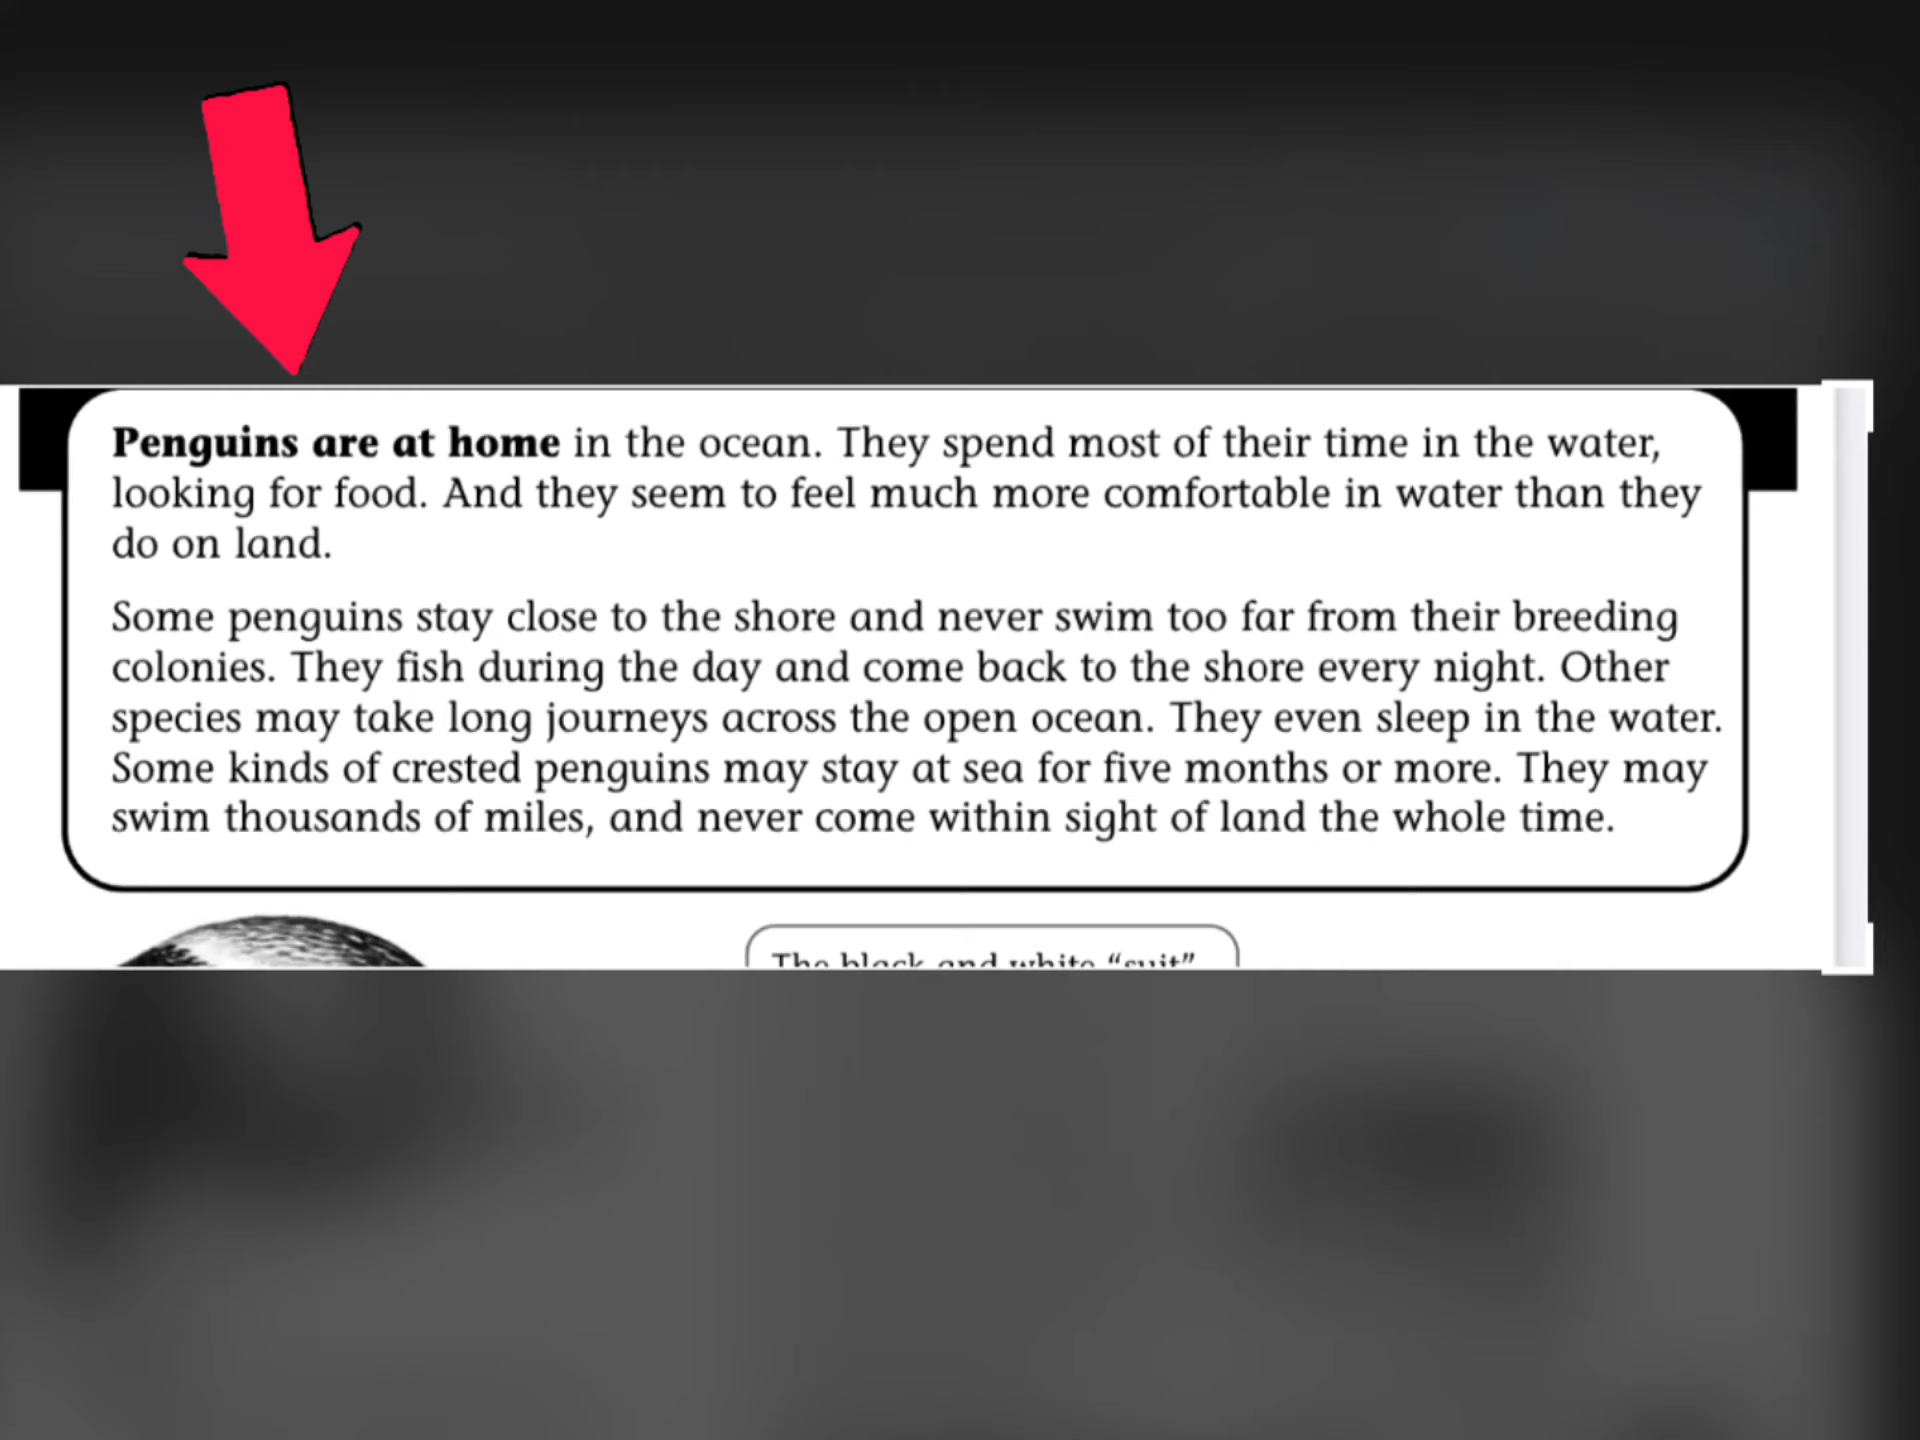 Penguins are at home in the ocean. They spend most of their time in the water,
looking for food. And they seem to feel much more comfortable in water than they
do on land.
Some penguins stay close to the shore and never swim too far from their breeding
colonies. They fish during the day and come back to the shore every night. Other
species may take long journeys across the open ocean. They even sleep in the water.
Some kinds of crested penguins may stay at sea for five months or more. They may
swim thousands of miles, and never come within sight of land the whole time.
The black and white “suit”